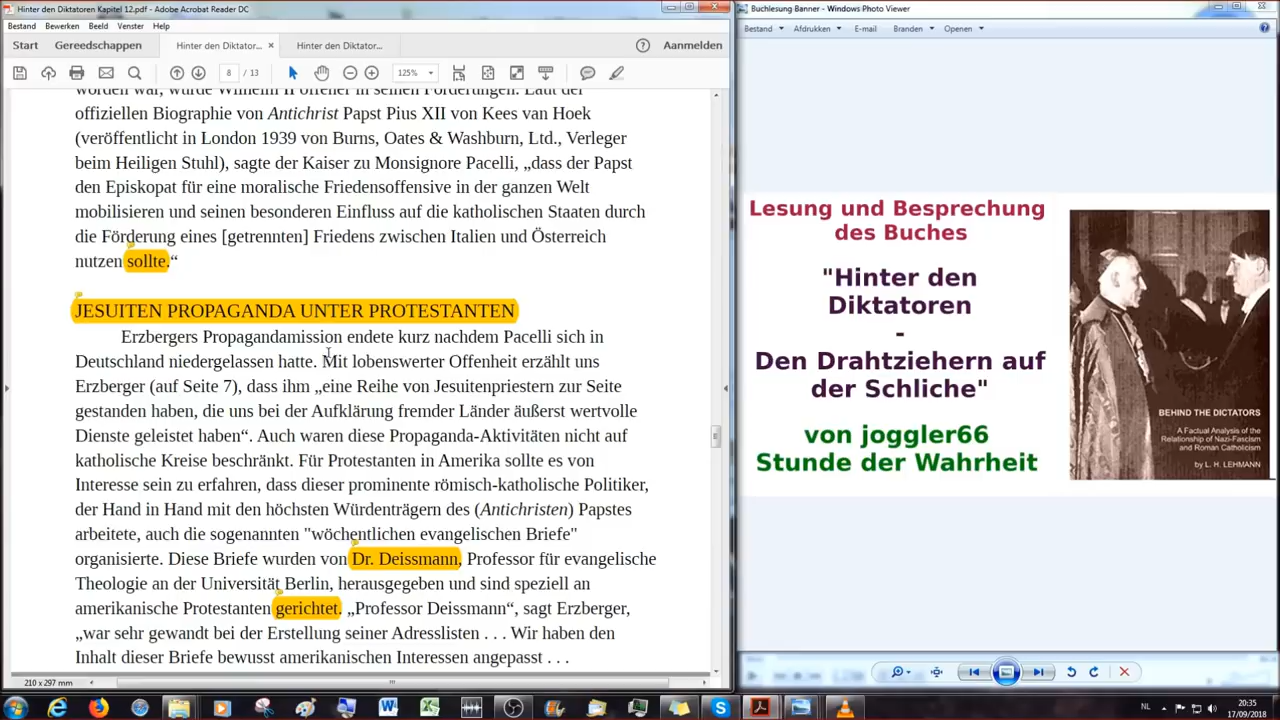 Hinter den Diktatoren Kapitel 12.pdf - Adobe Acrobat Reader DC
Bestand Bewerken Beeld Venster Help
Start Gereedschappen Hinter den Diktator... × Hinter den Diktator... Aanmelden
8 / 13 125%
worden war, wurde Wilhelm II offener in seinen Forderungen. Laut der
offiziellen Biographie von Antichrist Papst Pius XII von Kees van Hoek
(veröffentlicht in London 1939 von Burns, Oates & Washburn, Ltd., Verleger
beim Heiligen Stuhl), sagte der Kaiser zu Monsignore Pacelli, „dass der Papst
den Episkopat für eine moralische Friedensoffensive in der ganzen Welt
mobilisieren und seinen besonderen Einfluss auf die katholischen Staaten durch
die Förderung eines [getrennten] Friedens zwischen Italien und Österreich
nutzen sollte.“
JESUITEN PROPAGANDA UNTER PROTESTANTEN
Erzbergers Propagandamission endete kurz nachdem Pacelli sich in
Deutschland niedergelassen hatte. Mit lobenswerter Offenheit erzählt uns
Erzberger (auf Seite 7), dass ihm „eine Reihe von Jesuitenpriestern zur Seite
gestanden haben, die uns bei der Aufklärung fremder Länder äußerst wertvolle
Dienste geleistet haben“. Auch waren diese Propaganda-Aktivitäten nicht auf
katholische Kreise beschränkt. Für Protestanten in Amerika sollte es von
Interesse sein zu erfahren, dass dieser prominente römisch-katholische Politiker,
der Hand in Hand mit den höchsten Würdenträgern des (Antichristen) Papstes
arbeitete, auch die sogenannten "wöchentlichen evangelischen Briefe"
organisierte. Diese Briefe wurden von Dr. Deissmann, Professor für evangelische
Theologie an der Universität Berlin, herausgegeben und sind speziell an
amerikanische Protestanten gerichtet. „Professor Deissmann“, sagt Erzberger,
„war sehr gewandt bei der Erstellung seiner Adresslisten . . . Wir haben den
Inhalt dieser Briefe bewusst amerikanischen Interessen angepasst . . .
210 x 297 mm
Buchlesung Banner - Windows Photo Viewer
Bestand Afdrukken E-mail Branden Openen
Lesung und Besprechung
des Buches
"Hinter den
Diktatoren
-
Den Drahtziehern auf
der Schliche"
von joggler66
Stunde der Wahrheit
BEHIND THE DICTATORS
A Factual Analysis of the
Relationship of Nazi-Fascism
and Roman Catholicism
by L. H. LEHMANN
NL 20:35
17/09/2018